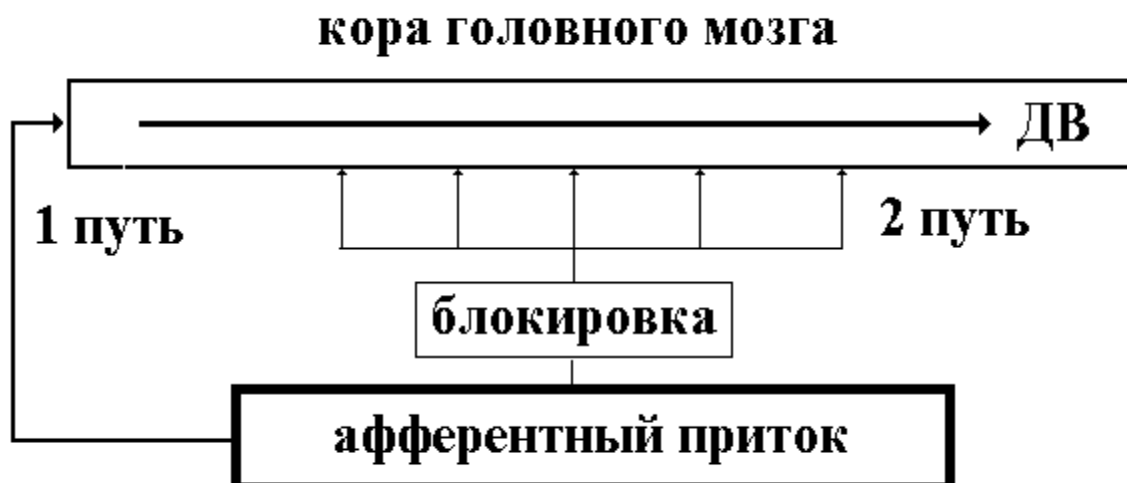 кора головного мозга
ДВ
1 путь
2 путь
блокировка
афферентный приток